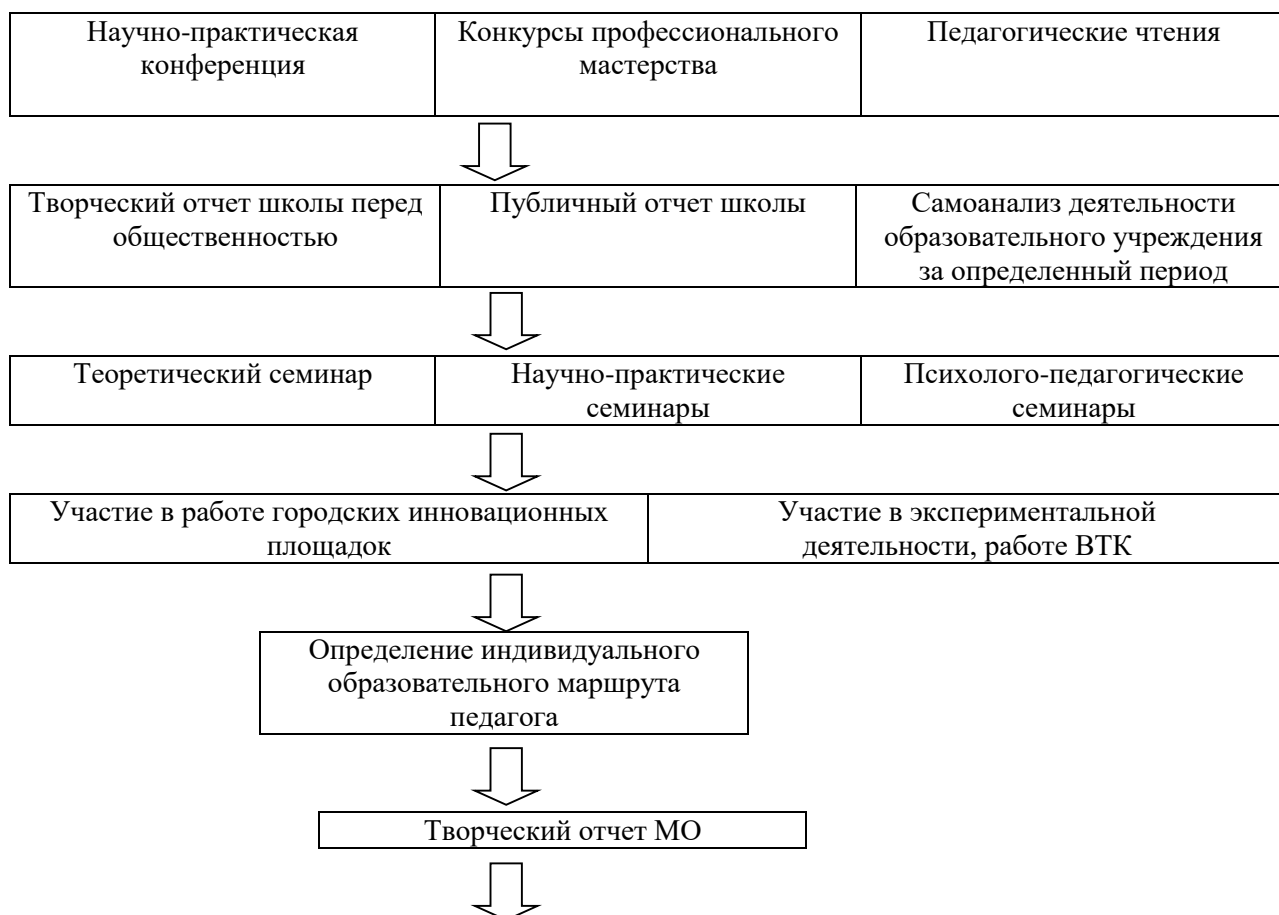 Научно-практическая
конференция
Конкурсы профессионального
мастерства
Педагогические чтения
Творческий отчет школы перед
общественностью
Публичный отчет школы
Самоанализ деятельности
образовательного учреждения
за определенный период
Теоретический семинар
Научно-практические
семинары
Психолого-педагогические
семинары
Участие в работе городских инновационных
площадок
Участие в экспериментальной
деятельности, работе ВТК
Определение индивидуального
образовательного маршрута
педагога
Творческий отчет МО